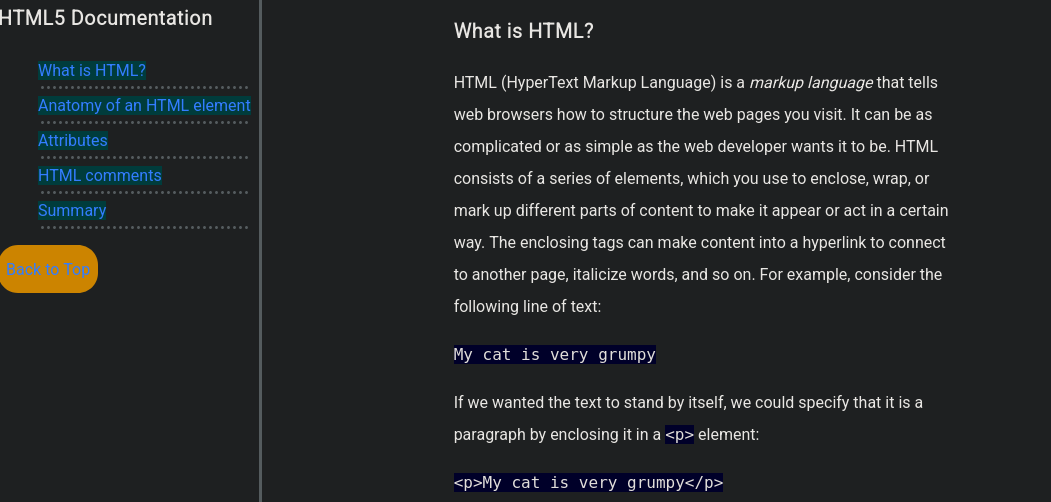 HTML5 Documentation
What is HTML?
Anatomy of an HTML element
Attributes
HTML comments
Summary
Back to Top
What is HTML?
HTML (HyperText Markup Language) is a markup language that tells
web browsers how to structure the web pages you visit. It can be as
complicated or as simple as the web developer wants it to be. HTML
consists of a series of elements, which you use to enclose, wrap, or
mark up different parts of content to make it appear or act in a certain
way. The enclosing tags can make content into a hyperlink to connect
to another page, italicize words, and so on. For example, consider the
following line of text:
My cat is very grumpy
If we wanted the text to stand by itself, we could specify that it is a
paragraph by enclosing it in a <p> element:
<p>My cat is very grumpy</p>